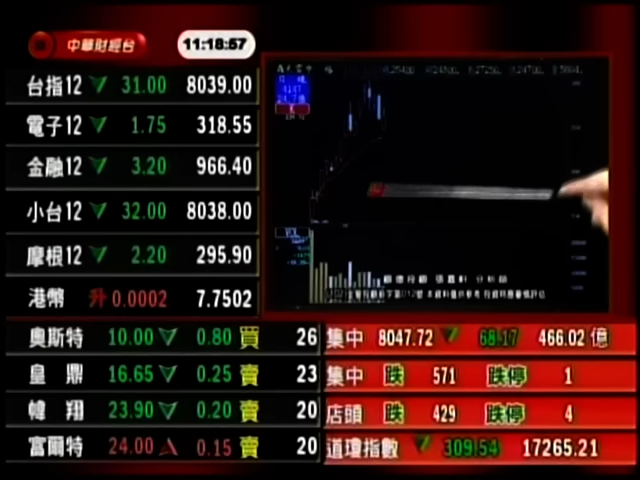 中華財經台 11:18:57
台指12 31.00 8039.00
電子12 1.75 318.55
金融12 3.20 966.40
小台12 32.00 8038.00
摩根12 2.20 295.90
港幣 升 0.0002 7.7502
奧斯特 10.00 0.80 買 26
皇鼎 16.65 0.25 賣 23
幃翔 23.90 0.20 賣 20
富爾特 24.00 0.15 賣 20
集中 8047.72 68.17 466.02 億
集中 跌 571 跌停 1
店頭 跌 429 跌停 4
道瓊指數 309.54 17265.21